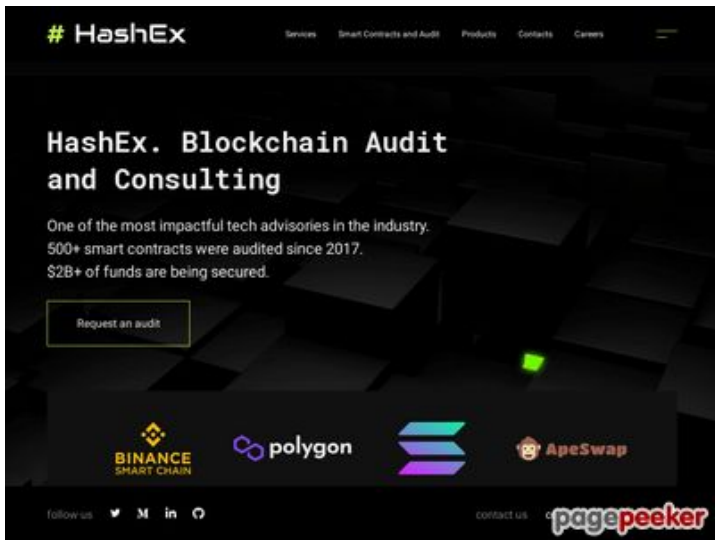 # HashEx
Services Smart Contracts and Audit Products Contacts Careers
HashEx. Blockchain Audit
and Consulting
One of the most impactful tech advisories in the industry.
500+ smart contracts were audited since 2017.
$2B+ of funds are being secured.
Request an audit
BINANCE
SMART CHAIN
polygon
ApeSwap
follow us
contact us
pagepeeker